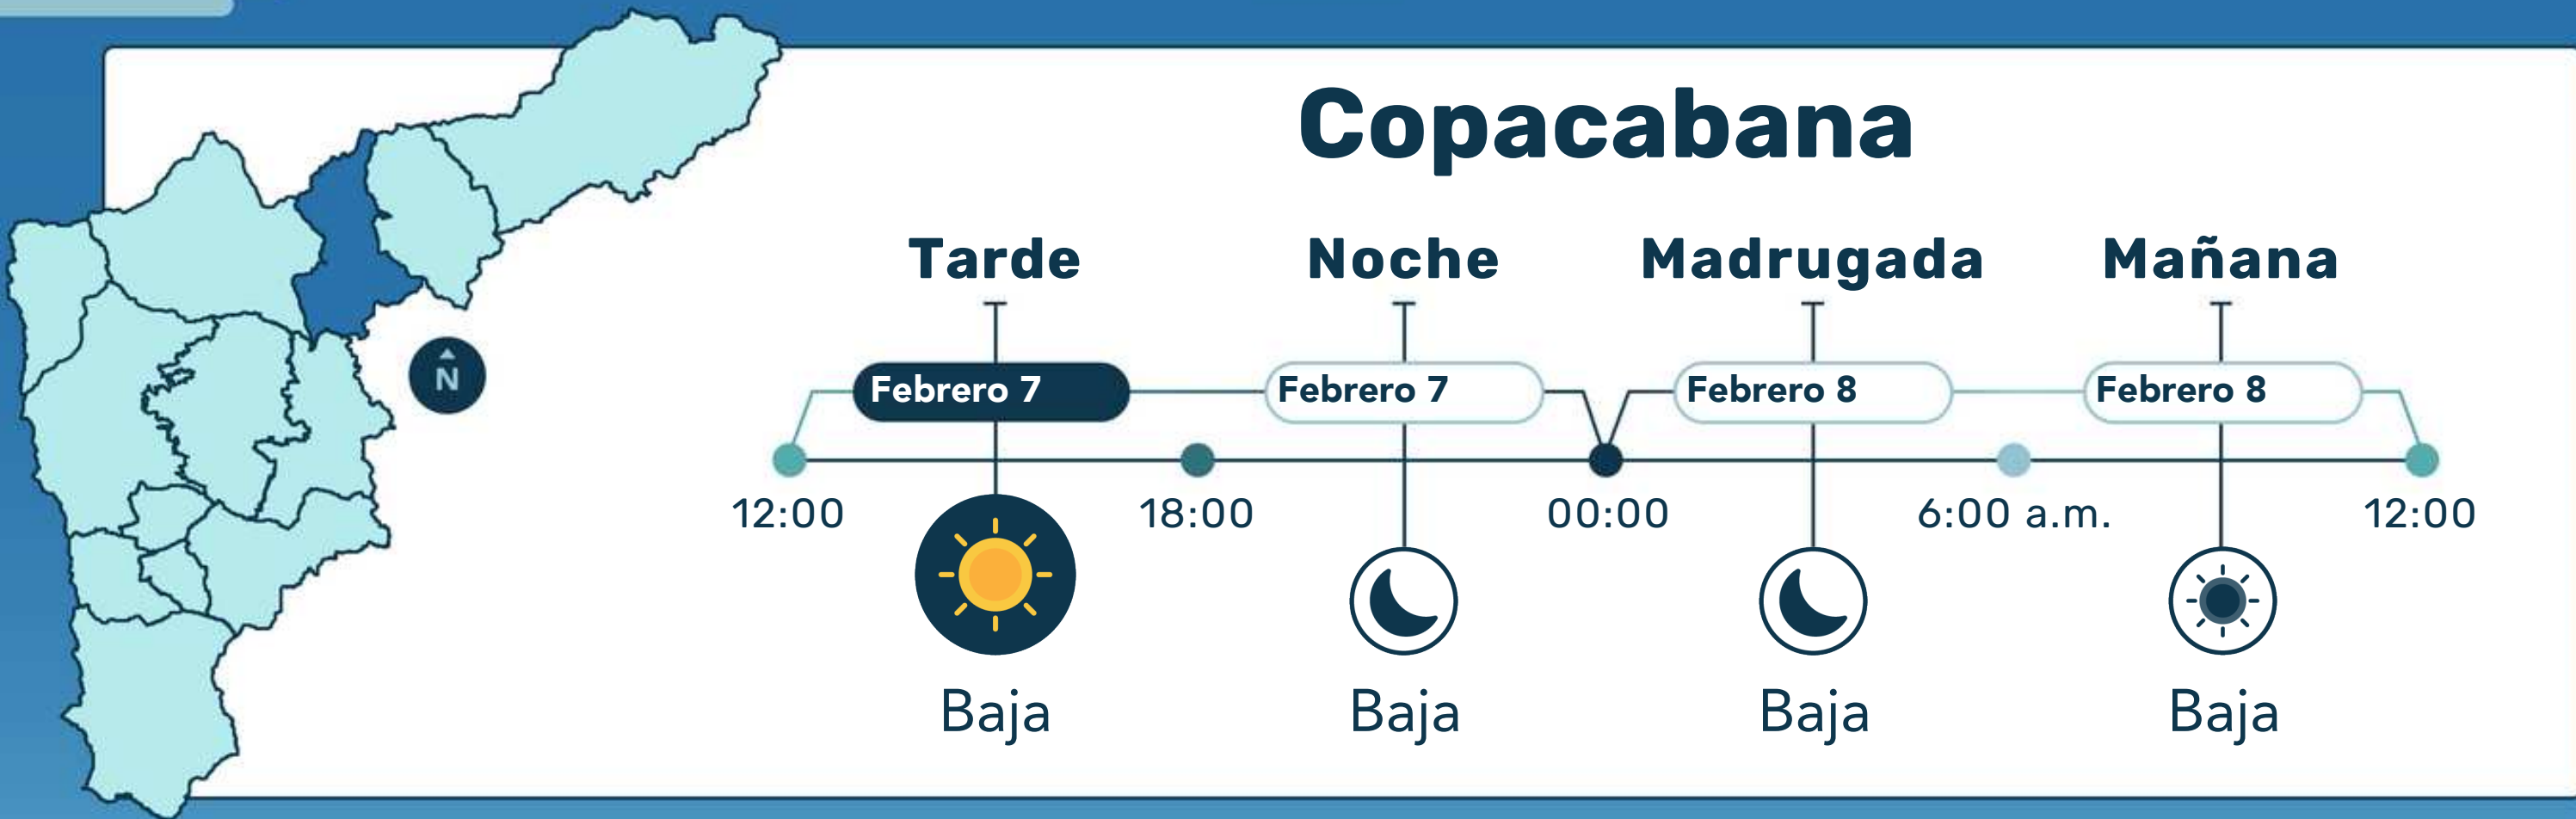 Copacabana
Tarde Noche Madrugada Mañana
Febrero 7 Febrero 7 Febrero 8 Febrero 8
N
12:00 18:00 00:00 6:00 a.m. 12:00
Baja Baja Baja Baja